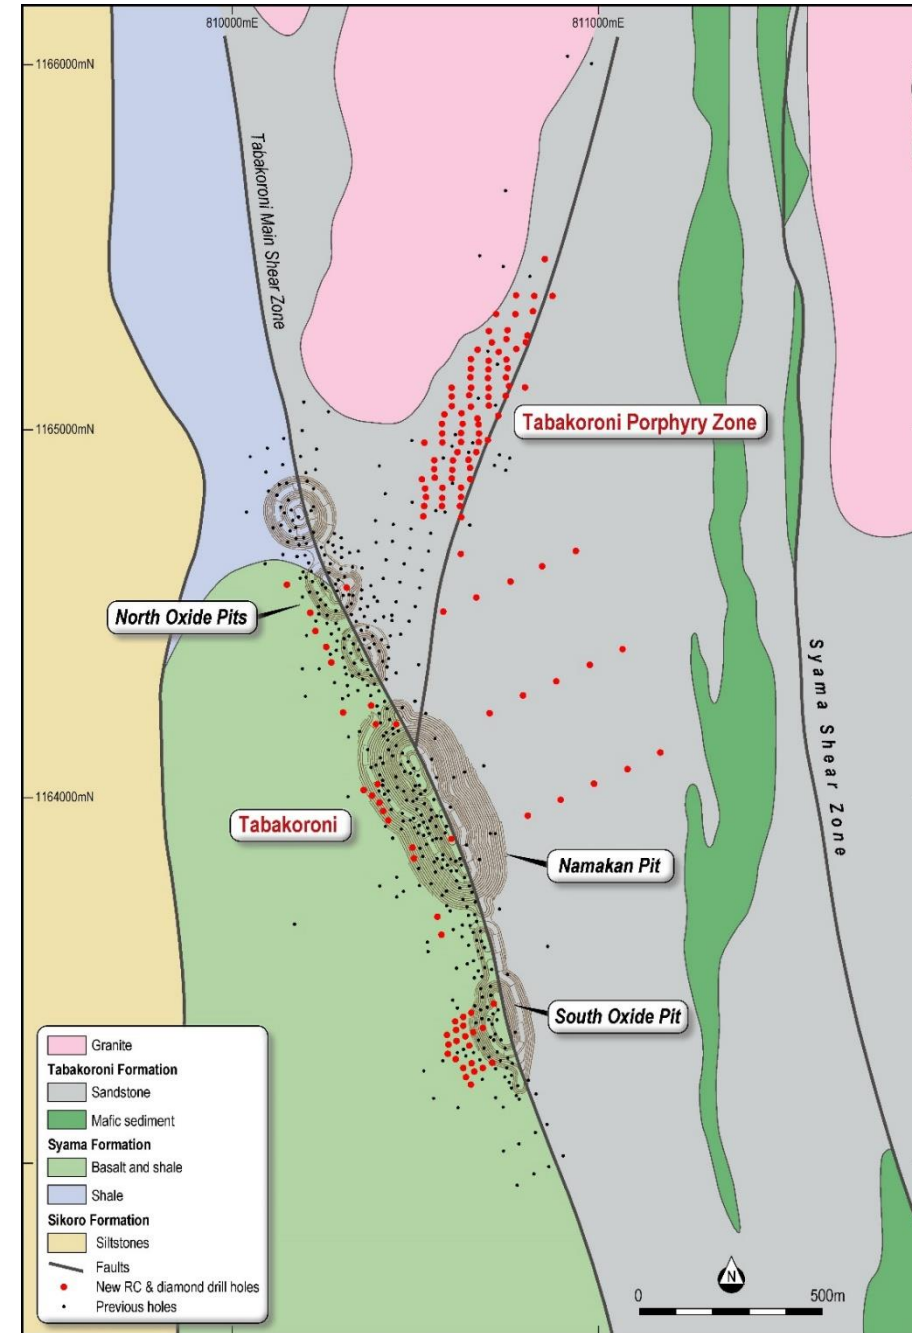 810000mE
811000mE
1166000mN
Tabakoroni Main Shear Zone
1165000mN
Tabakoroni Porphyry Zone
North Oxide Pits
Syama Shear Zone
1164000mN
Tabakoroni
Namakan Pit
South Oxide Pit
Granite
Tabakoroni Formation
Sandstone
Mafic sediment
Syama Formation
Basalt and shale
Shale
Sikoro Formation
Siltstones
Faults
New RC & diamond drill holes
Previous holes
N
0 500m